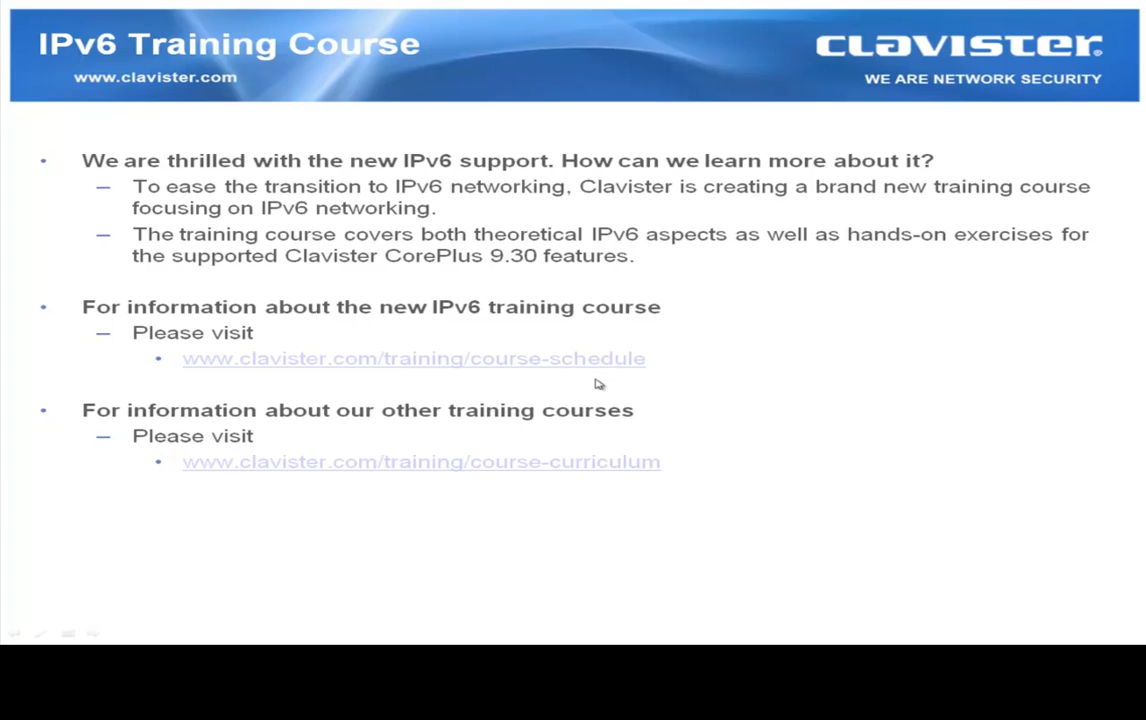 IPv6 Training Course
www.clavister.com
CLAVISTER®
WE ARE NETWORK SECURITY
• We are thrilled with the new IPv6 support. How can we learn more about it?
– To ease the transition to IPv6 networking, Clavister is creating a brand new training course
focusing on IPv6 networking.
– The training course covers both theoretical IPv6 aspects as well as hands-on exercises for
the supported Clavister CorePlus 9.30 features.
• For information about the new IPv6 training course
– Please visit
• www.clavister.com/training/course-schedule
• For information about our other training courses
– Please visit
• www.clavister.com/training/course-curriculum